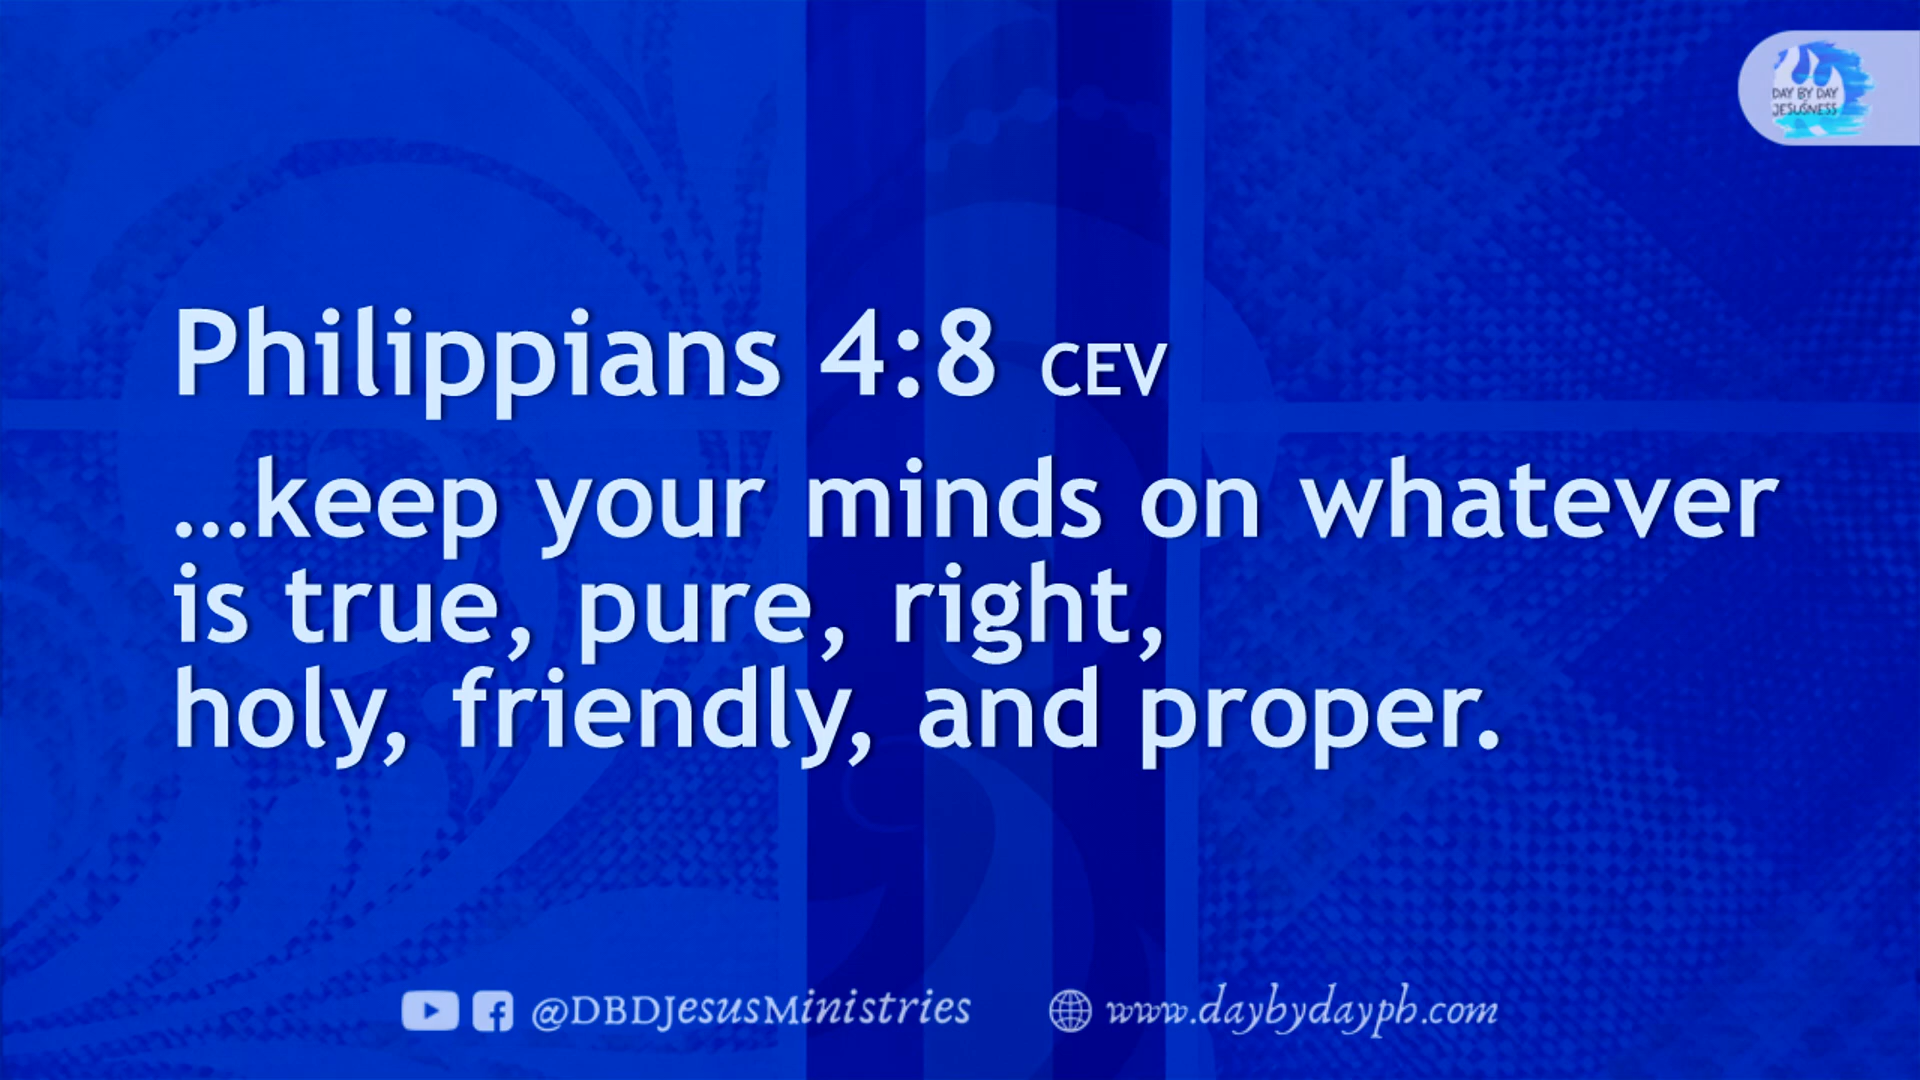 DAY BY DAY
JESUSNESS
Philippians 4:8 CEV
...keep your minds on whatever
is true, pure, right,
holy, friendly, and proper.
@DBDJesusMinistries www.daybydayph.com